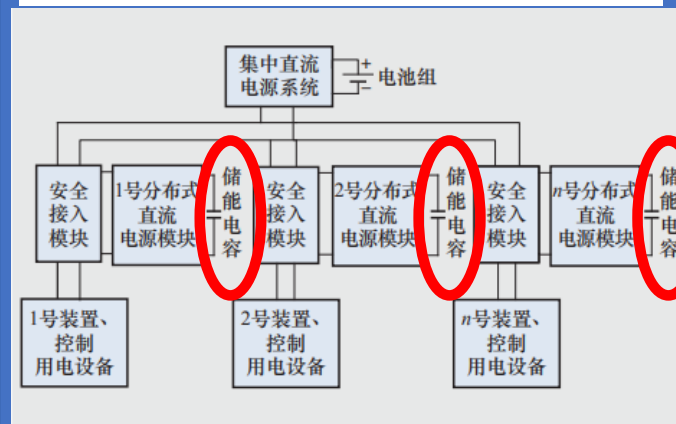 集中直流
电源系统
+
−
电池组
安全
接入
模块
1号分布式
直流
电源模块
储
能
电
容
安全
接入
模块
2号分布式
直流
电源模块
储
能
电
容
安全
接入
模块
n号分布式
直流
电源模块
储
能
电
容
1号装置、
控制
用电设备
2号装置、
控制
用电设备
n号装置、
控制
用电设备